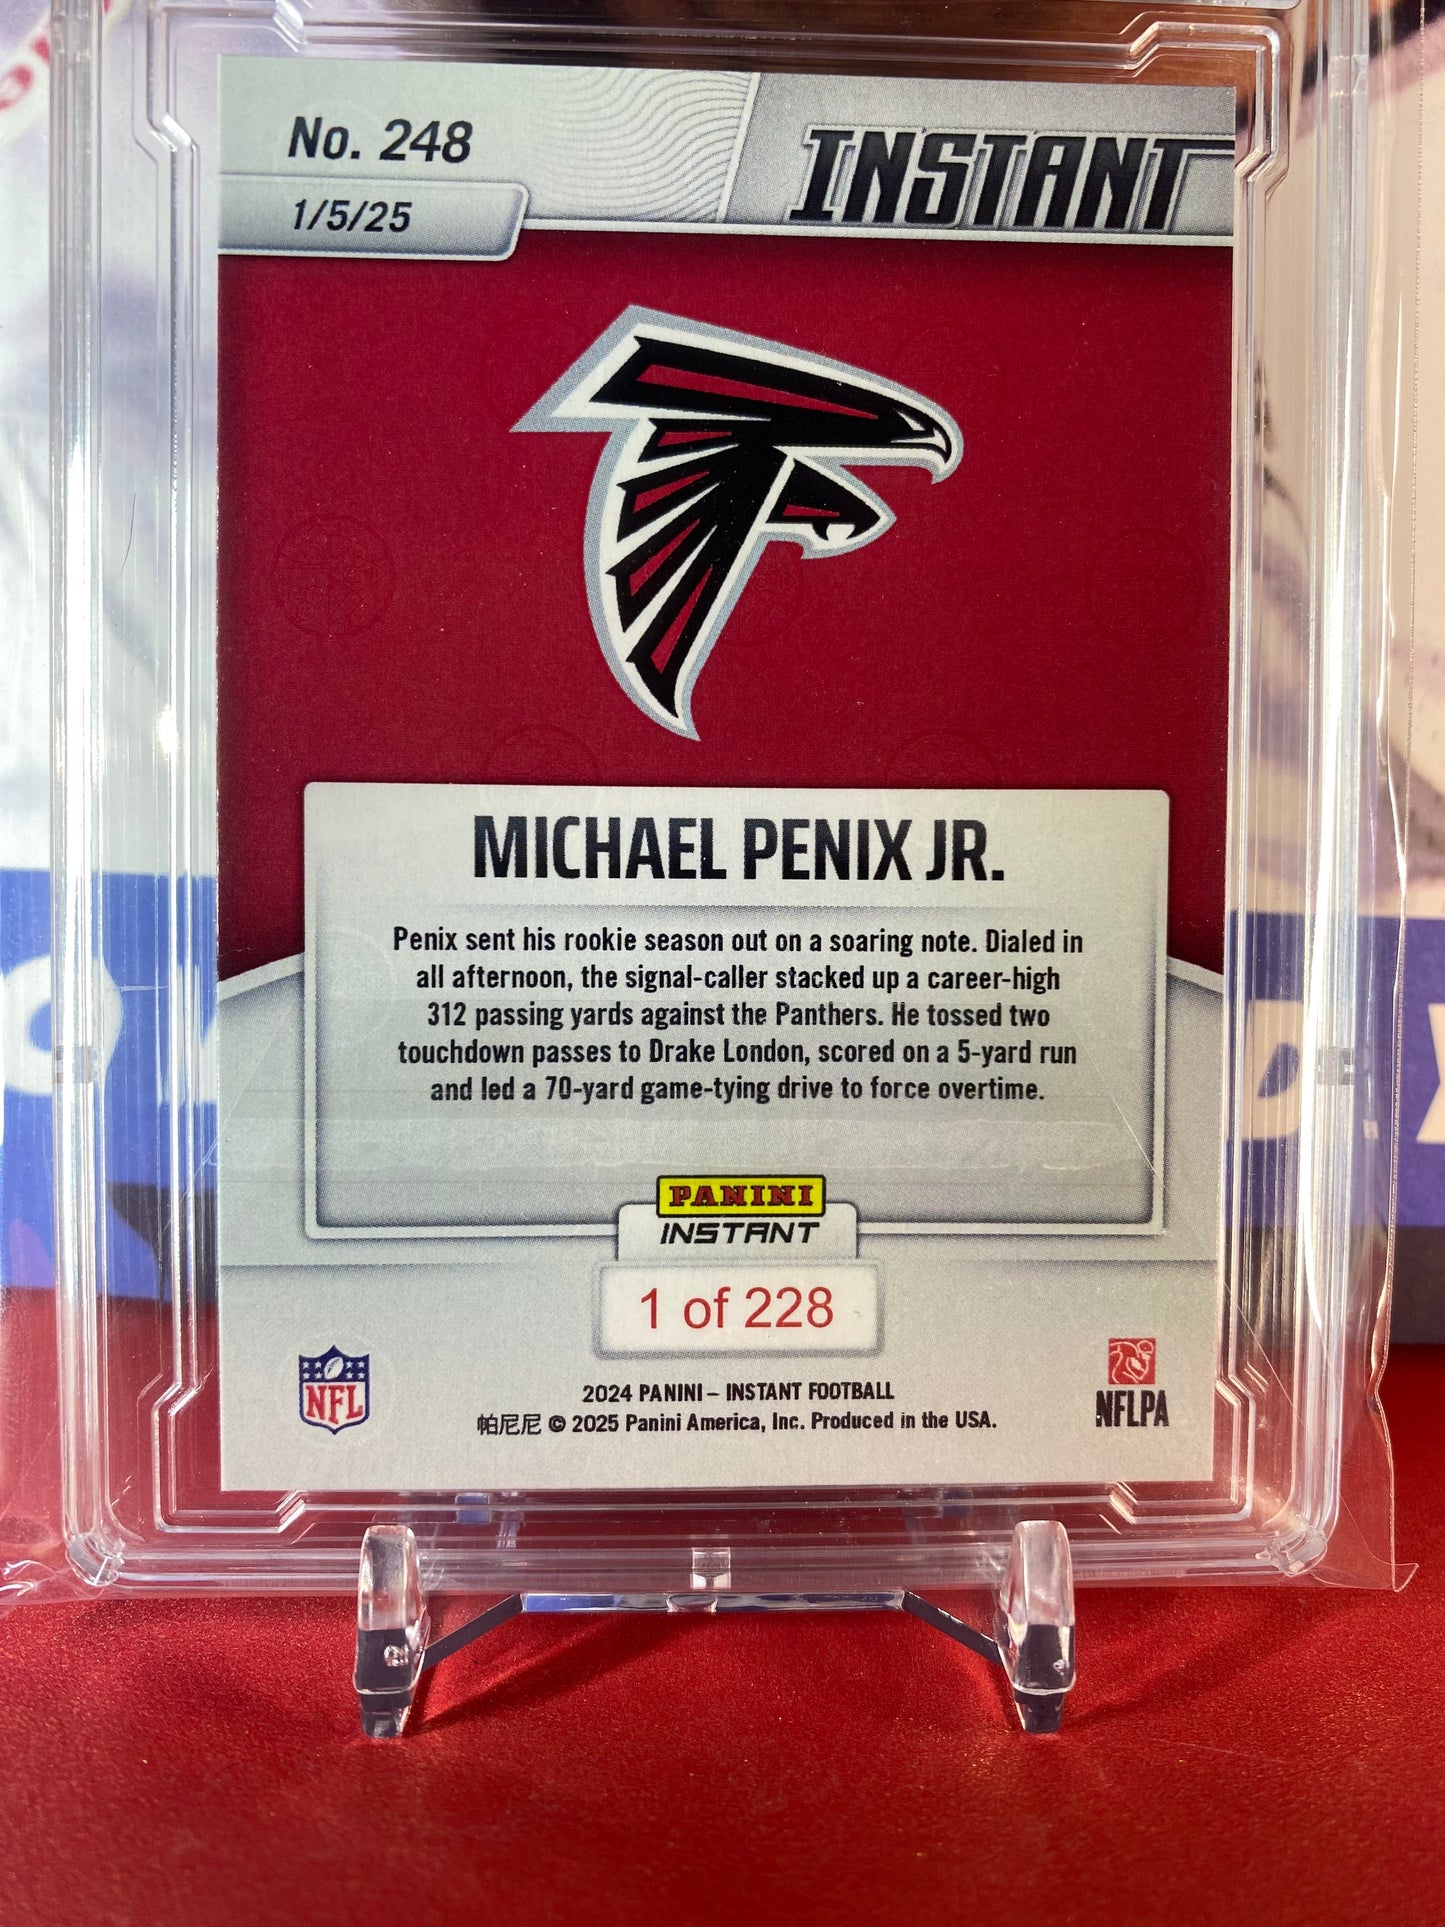 No. 248
INSTANT
1/5/25
MICHAEL PENIX JR.
Penix sent his rookie season out on a soaring note. Dialed in
all afternoon, the signal-caller stacked up a career-high
312 passing yards against the Panthers. He tossed two
touchdown passes to Drake London, scored on a 5-yard run
and led a 70-yard game-tying drive to force overtime.
PANINI
INSTANT
1 of 228
NFL
NFLPA
2024 PANINI – INSTANT FOOTBALL
帕尼尼 © 2025 Panini America, Inc. Produced in the USA.